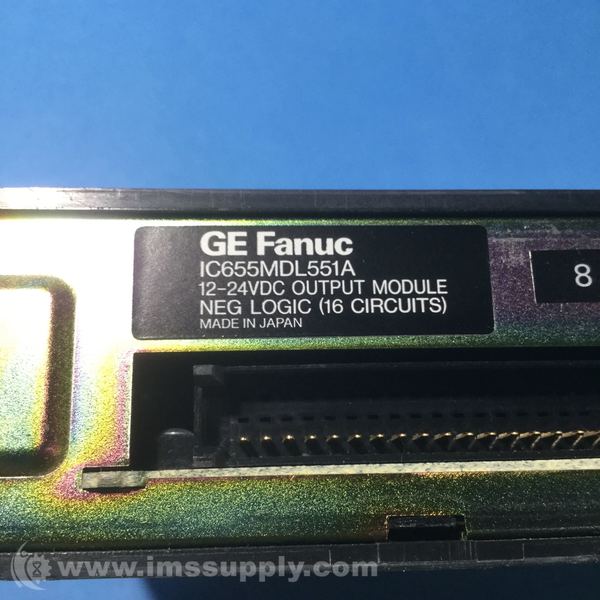 GE Fanuc
IC655MDL551A
12-24VDC OUTPUT MODULE
NEG LOGIC (16 CIRCUITS)
MADE IN JAPAN
8
www.imssupply.com